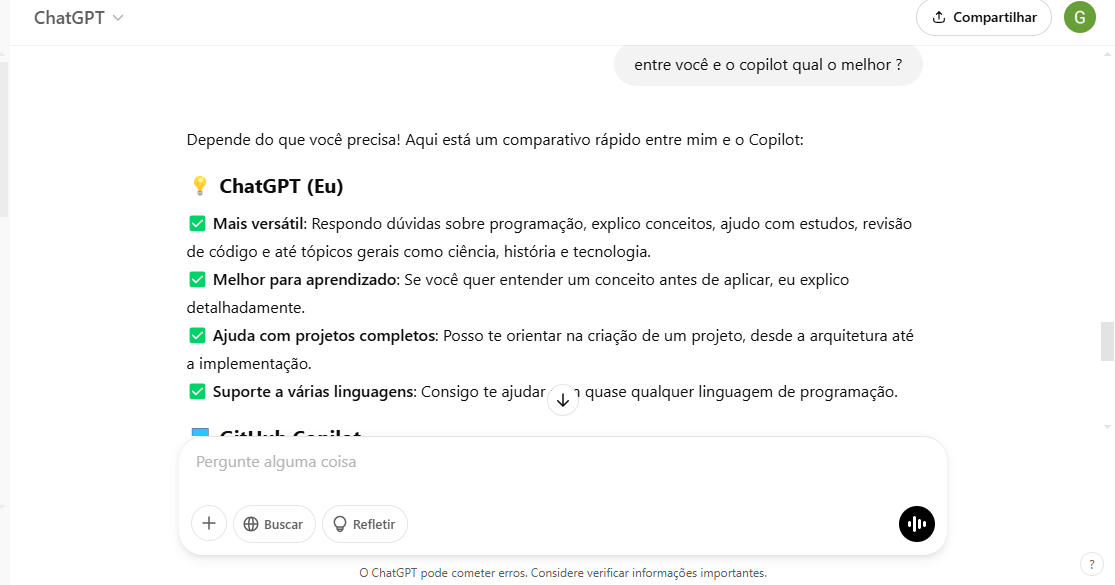 ChatGPT
Compartilhar
G
entre você e o copilot qual o melhor ?
Depende do que você precisa! Aqui está um comparativo rápido entre mim e o Copilot:
💡 ChatGPT (Eu)
✅ Mais versátil: Respondo dúvidas sobre programação, explico conceitos, ajudo com estudos, revisão
de código e até tópicos gerais como ciência, história e tecnologia.
✅ Melhor para aprendizado: Se você quer entender um conceito antes de aplicar, eu explico
detalhadamente.
✅ Ajuda com projetos completos: Posso te orientar na criação de um projeto, desde a arquitetura até
a implementação.
✅ Suporte a várias linguagens: Consigo te ajudar quase qualquer linguagem de programação.
GitHub Copilot
Pergunte alguma coisa
Buscar
Refletir
O ChatGPT pode cometer erros. Considere verificar informações importantes.
?